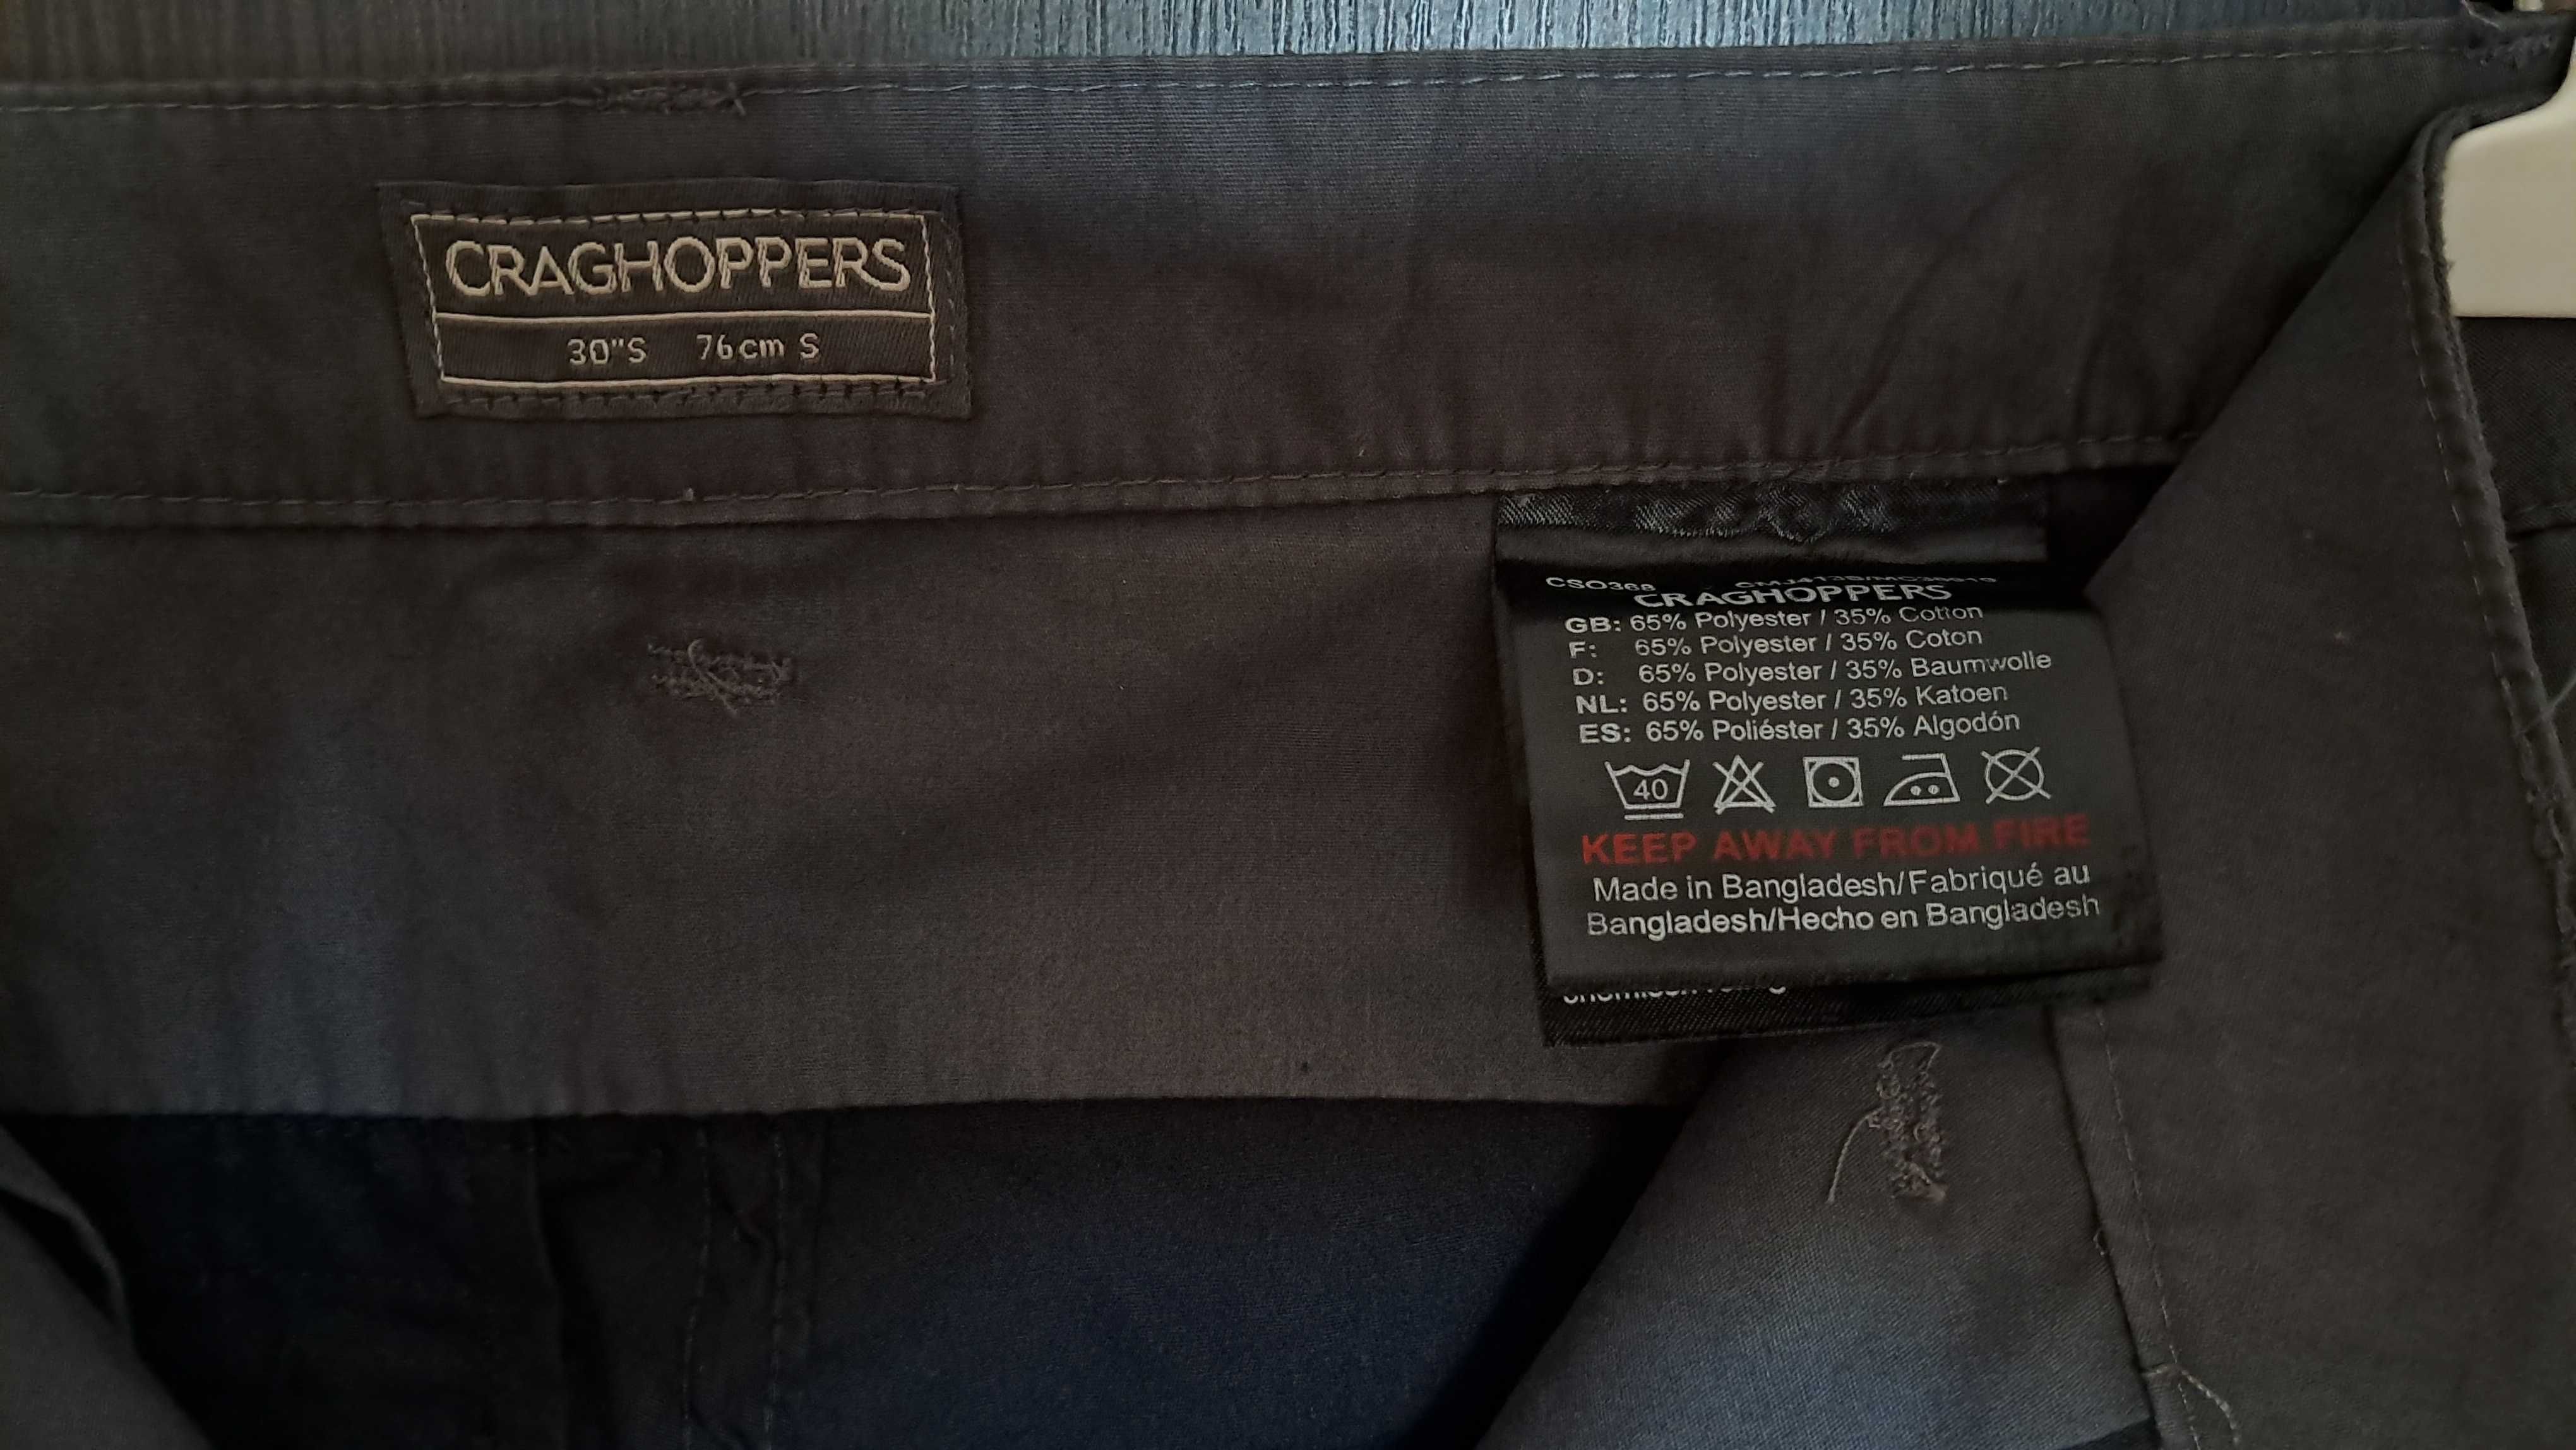 CRAGHOPPERS
30"S 76cm S
CSO368
CRAGHOPPERS
GB: 65% Polyester / 35% Cotton
F: 65% Polyester / 35% Coton
D: 65% Polyester / 35% Baumwolle
NL: 65% Polyester / 35% Katoen
ES: 65% Poliéster / 35% Algodón
40
KEEP AWAY FROM FIRE
Made in Bangladesh/Fabriqué au
Bangladesh/Hecho en Bangladesh